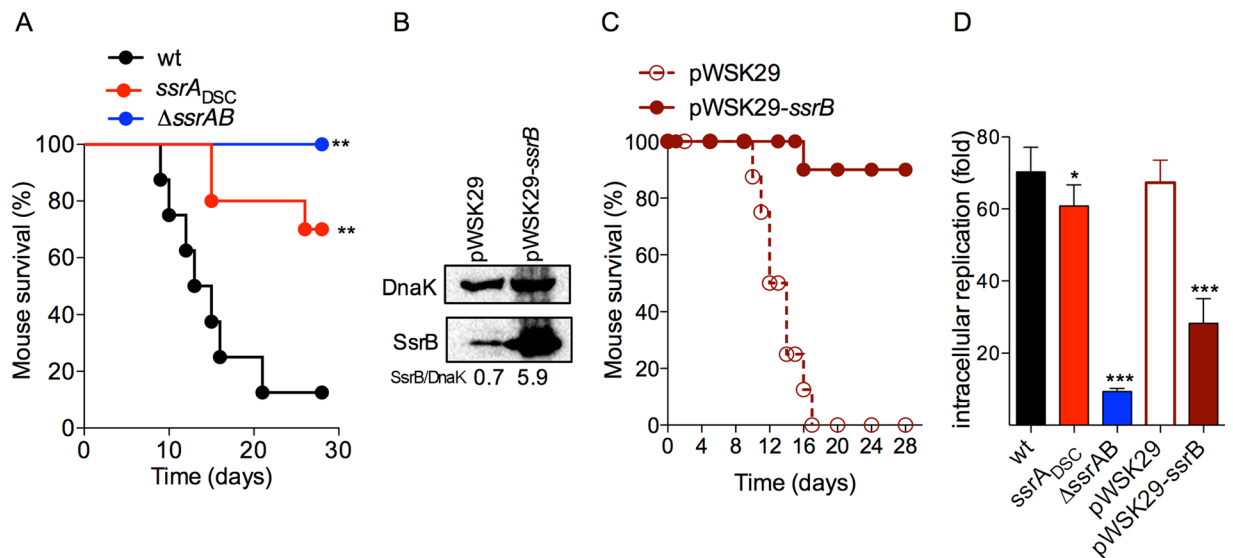 A
wt
ssrADSC
ΔssrAB
100
80
60
40
20
0
**
**
Mouse survival (%)
0
10
20
30
Time (days)
B
pWSK29
pWSK29-ssrB
DnaK
SsrB
SsrB/DnaK 0.7 5.9
C
pWSK29
pWSK29-ssrB
100
80
60
40
20
0
Mouse survival (%)
0 4 8 12 16 20 24 28
Time (days)
D
80
60
40
20
intracellular replication (fold)
*
***
***
wt
ssrADSC
ΔssrAB
pWSK29
pWSK29-ssrB